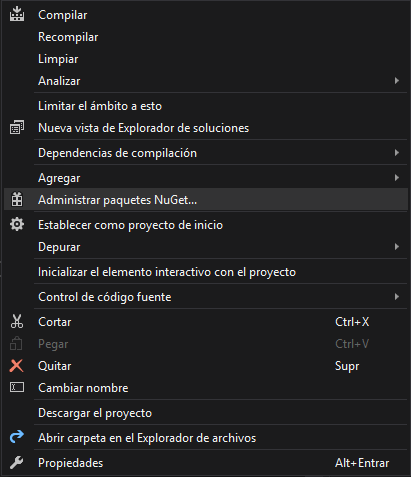 Compilar
Recompilar
Limpiar
Analizar
Limitar el ámbito a esto
Nueva vista de Explorador de soluciones
Dependencias de compilación
Agregar
Administrar paquetes NuGet...
Establecer como proyecto de inicio
Depurar
Inicializar el elemento interactivo con el proyecto
Control de código fuente
Cortar Ctrl+X
Pegar Ctrl+V
Quitar Supr
Cambiar nombre
Descargar el proyecto
Abrir carpeta en el Explorador de archivos
Propiedades Alt+Entrar